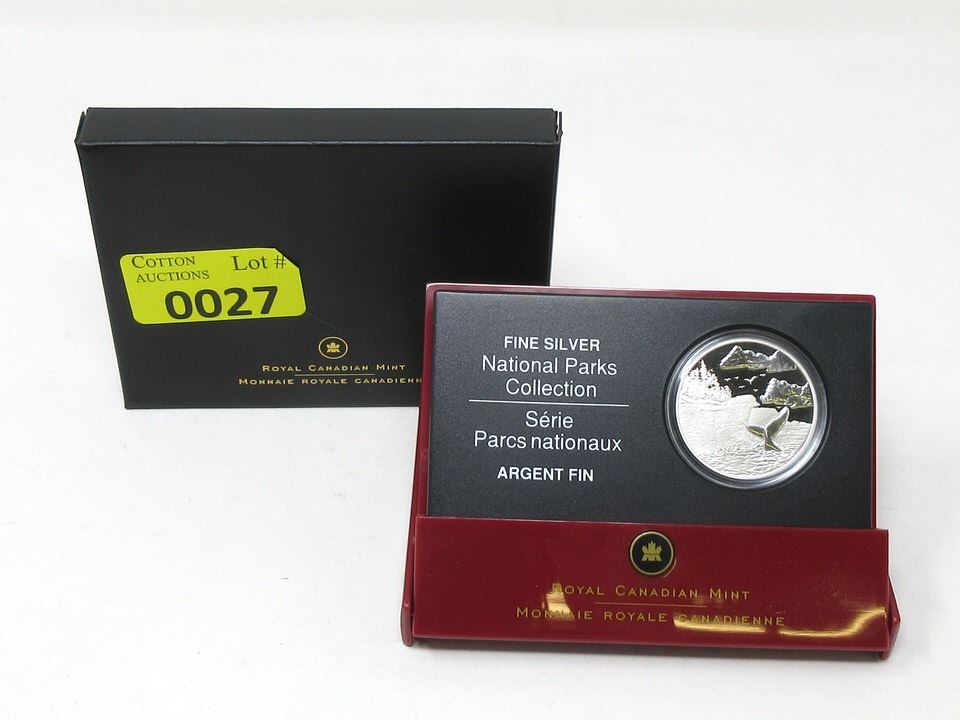 COTTON AUCTIONS
Lot #
0027
ROYAL CANADIAN MINT
MONNAIE ROYALE CANADIENN
FINE SILVER
National Parks
Collection
Série
Parcs nationaux
ARGENT FIN
ROYAL CANADIAN MINT
MONNAIE ROYALE CANADIENNE